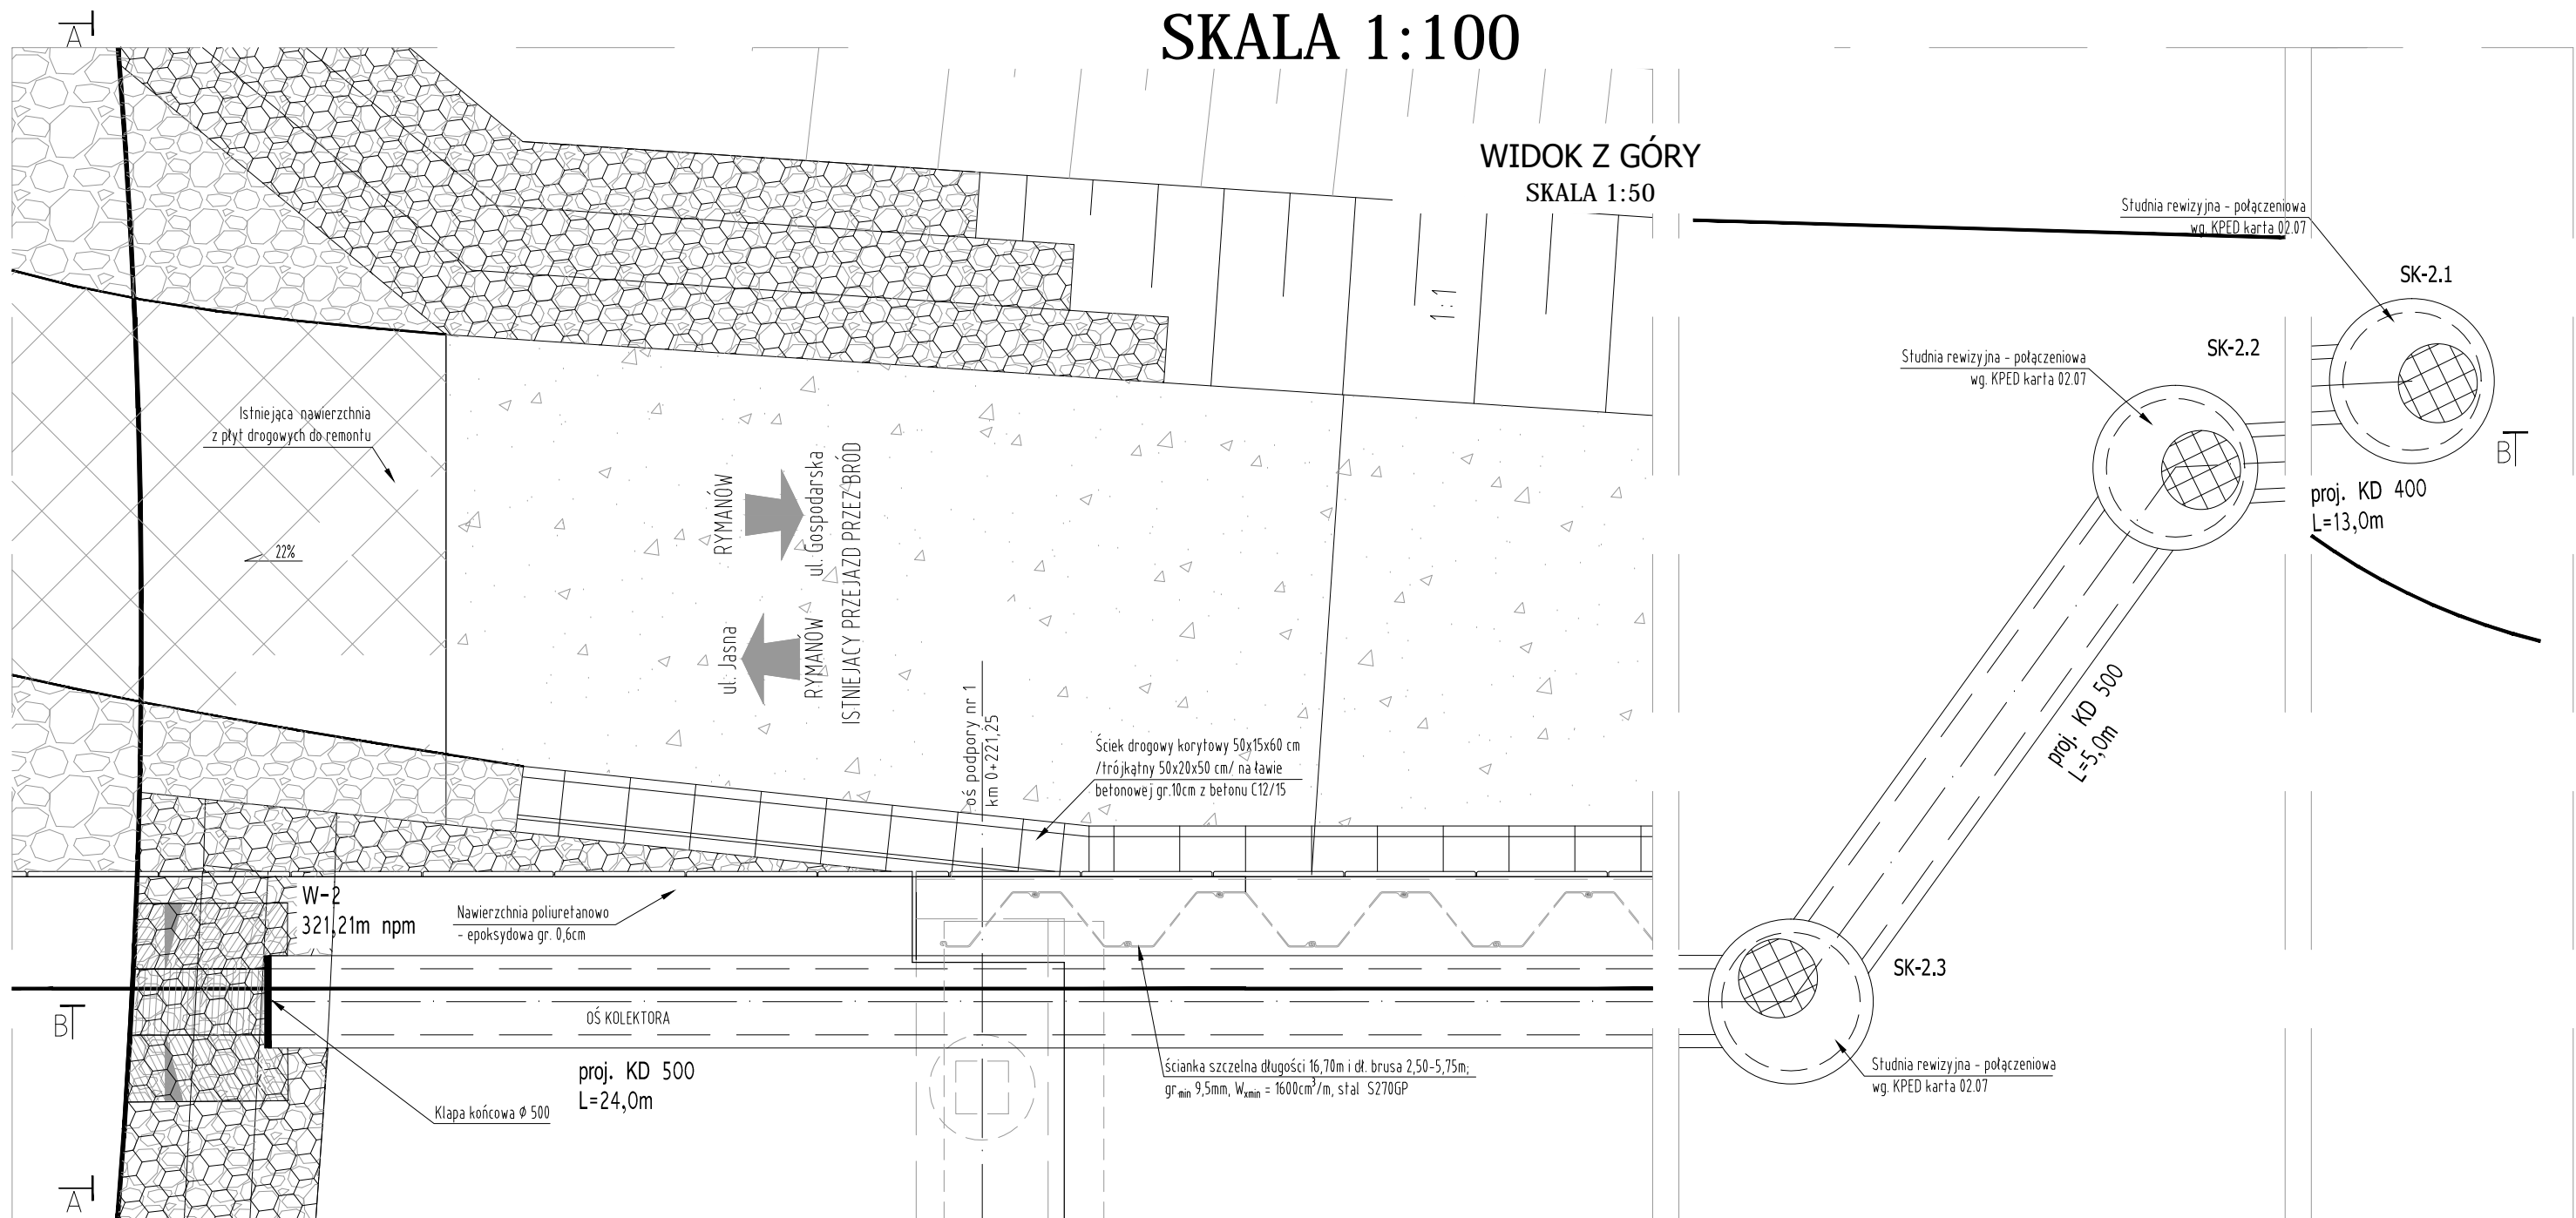 SKALA 1:100
A
WIDOK Z GÓRY
SKALA 1:50
Studnia rewizyjna - połączeniowa
wg. KPED karta 02.07
SK-2.1
SK-2.2
Studnia rewizyjna - połączeniowa
wg. KPED karta 02.07
1:1
Istniejąca nawierzchnia
z płyt drogowych do remontu
22%
RYMANÓW
ul. Gospodarska
ISTNIEJACY PRZEJAZD PRZEZ BRÓD
ul. Jasna
RYMANÓW
B
proj. KD 400
L=13,0m
proj. KD 500
L=5,0m
oś podpory nr 1
km 0+221,25
Ściek drogowy korytowy 50x15x60 cm
/trójkątny 50x20x50 cm/ na ławie
betonowej gr.10cm z betonu C12/15
W-2
321,21m npm
Nawierzchnia poliuretanowo
- epoksydowa gr. 0,6cm
SK-2.3
B
OŚ KOLEKTORA
proj. KD 500
L=24,0m
Klapa końcowa Φ 500
ścianka szczelna długości 16,70m i dł. brusa 2,50-5,75m;
gr.min 9,5mm, Wxmin = 1600cm³/m, stal S270GP
Studnia rewizyjna - połączeniowa
wg. KPED karta 02.07
A